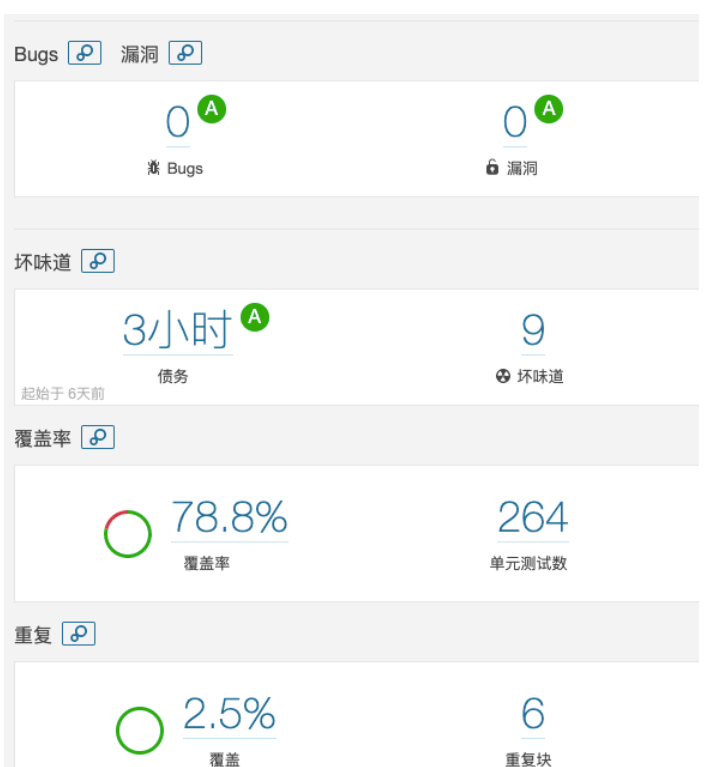 Bugs 漏洞
0 A 0 A
Bugs 漏洞
坏味道
3小时 A 9
债务 坏味道
起始于 6天前
覆盖率
78.8% 264
覆盖率 单元测试数
重复
2.5% 6
覆盖 重复块